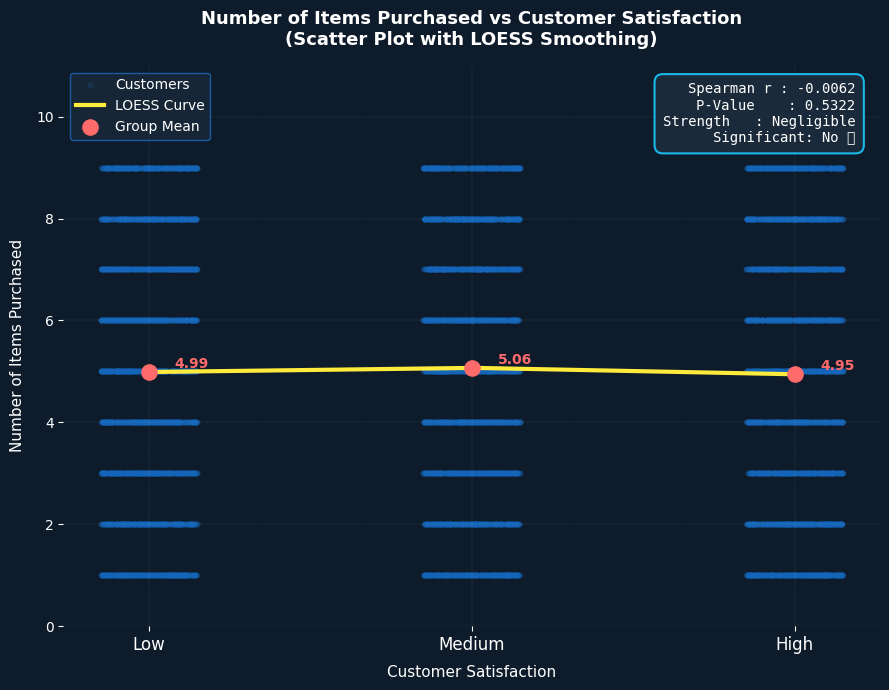 Number of Items Purchased vs Customer Satisfaction
(Scatter Plot with LOESS Smoothing)
Customers
LOESS Curve
Group Mean
Spearman r : -0.0062
P-Value    : 0.5322
Strength   : Negligible
Significant: No
10
8
6
4
2
0
Number of Items Purchased
4.99
5.06
4.95
Low
Medium
High
Customer Satisfaction